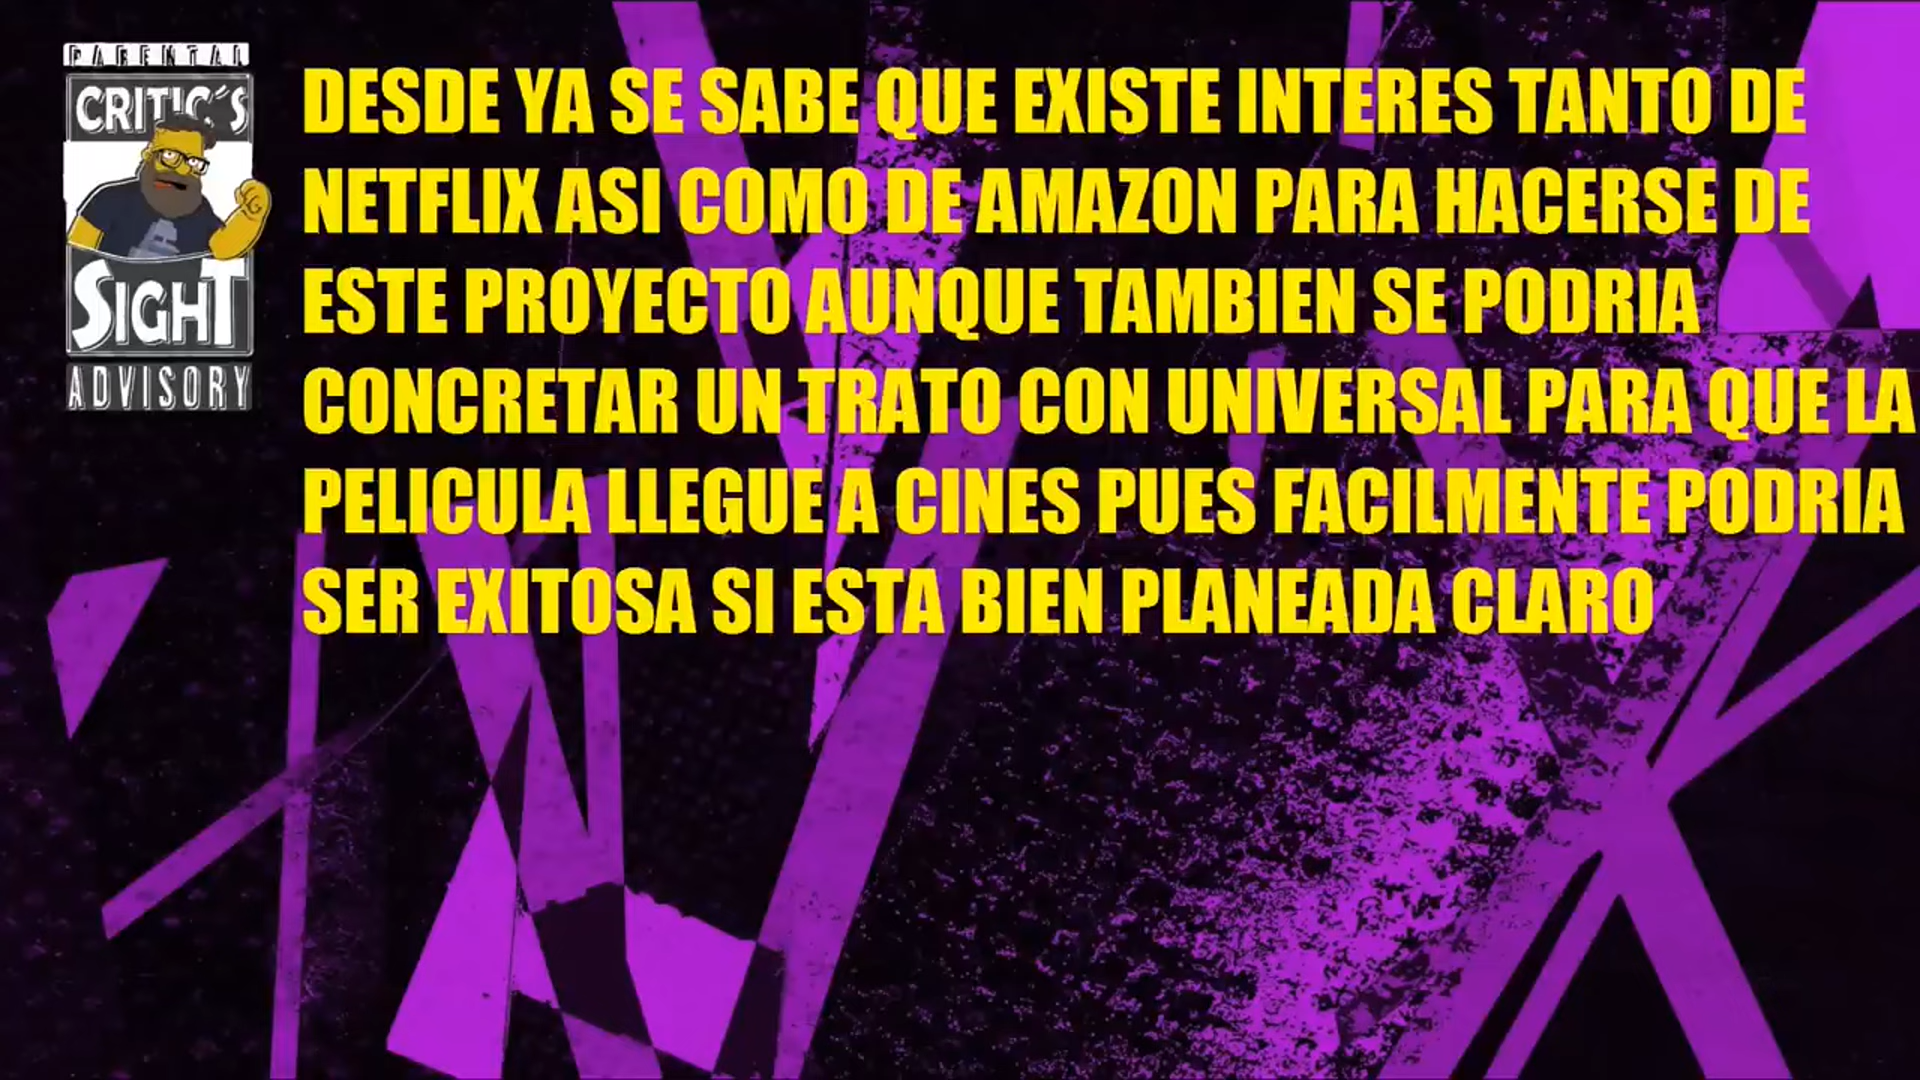 PARENTAL
CRITIC´S
SIGHT
ADVISORY
DESDE YA SE SABE QUE EXISTE INTERES TANTO DE
NETFLIX ASI COMO DE AMAZON PARA HACERSE DE
ESTE PROYECTO AUNQUE TAMBIEN SE PODRIA
CONCRETAR UN TRATO CON UNIVERSAL PARA QUE LA
PELICULA LLEGUE A CINES PUES FACILMENTE PODRIA
SER EXITOSA SI ESTA BIEN PLANEADA CLARO